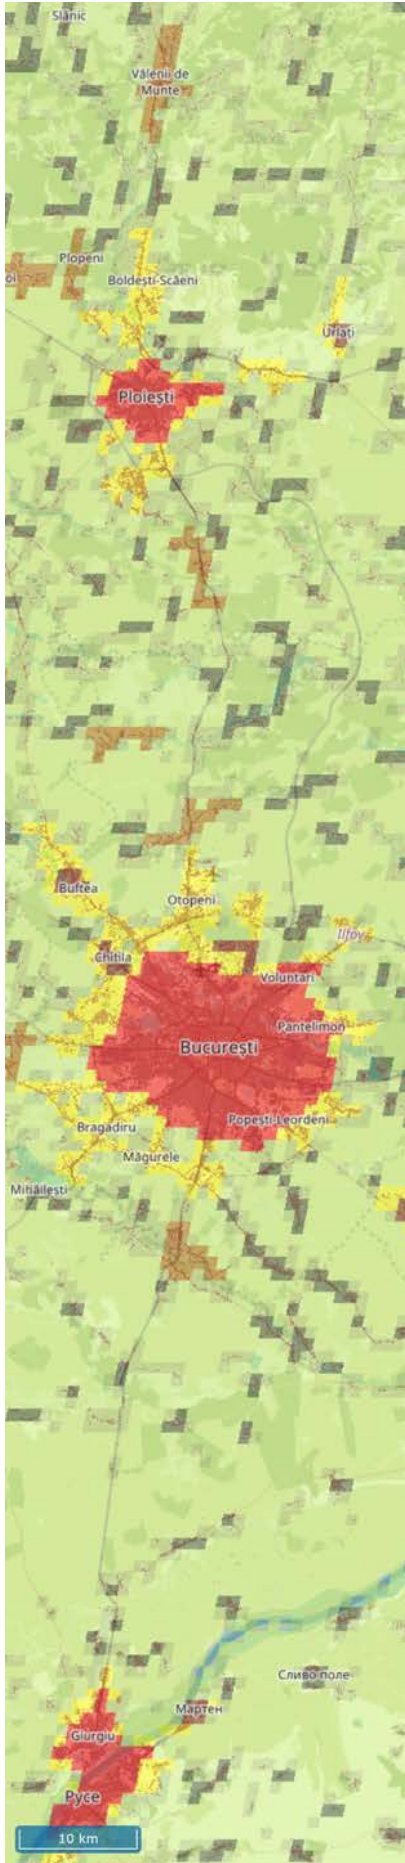 Slănic
Vălenii de
Munte
Plopeni
oi
Boldești-Scăeni
Urlați
Ploiești
Buftea
Otopeni
Ilfov
Chitila
Voluntari
Pantelimon
București
Popești-Leordeni
Bragadiru
Măgurele
Mihăilești
Сливо поле
Мартен
Giurgiu
Русе
10 km